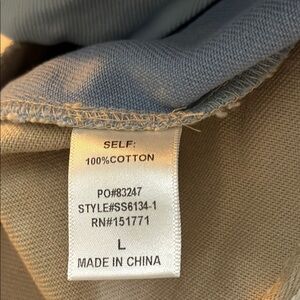 SELF:
100%COTTON
PO#83247
STYLE#SS6134-1
RN#151771
L
MADE IN CHINA